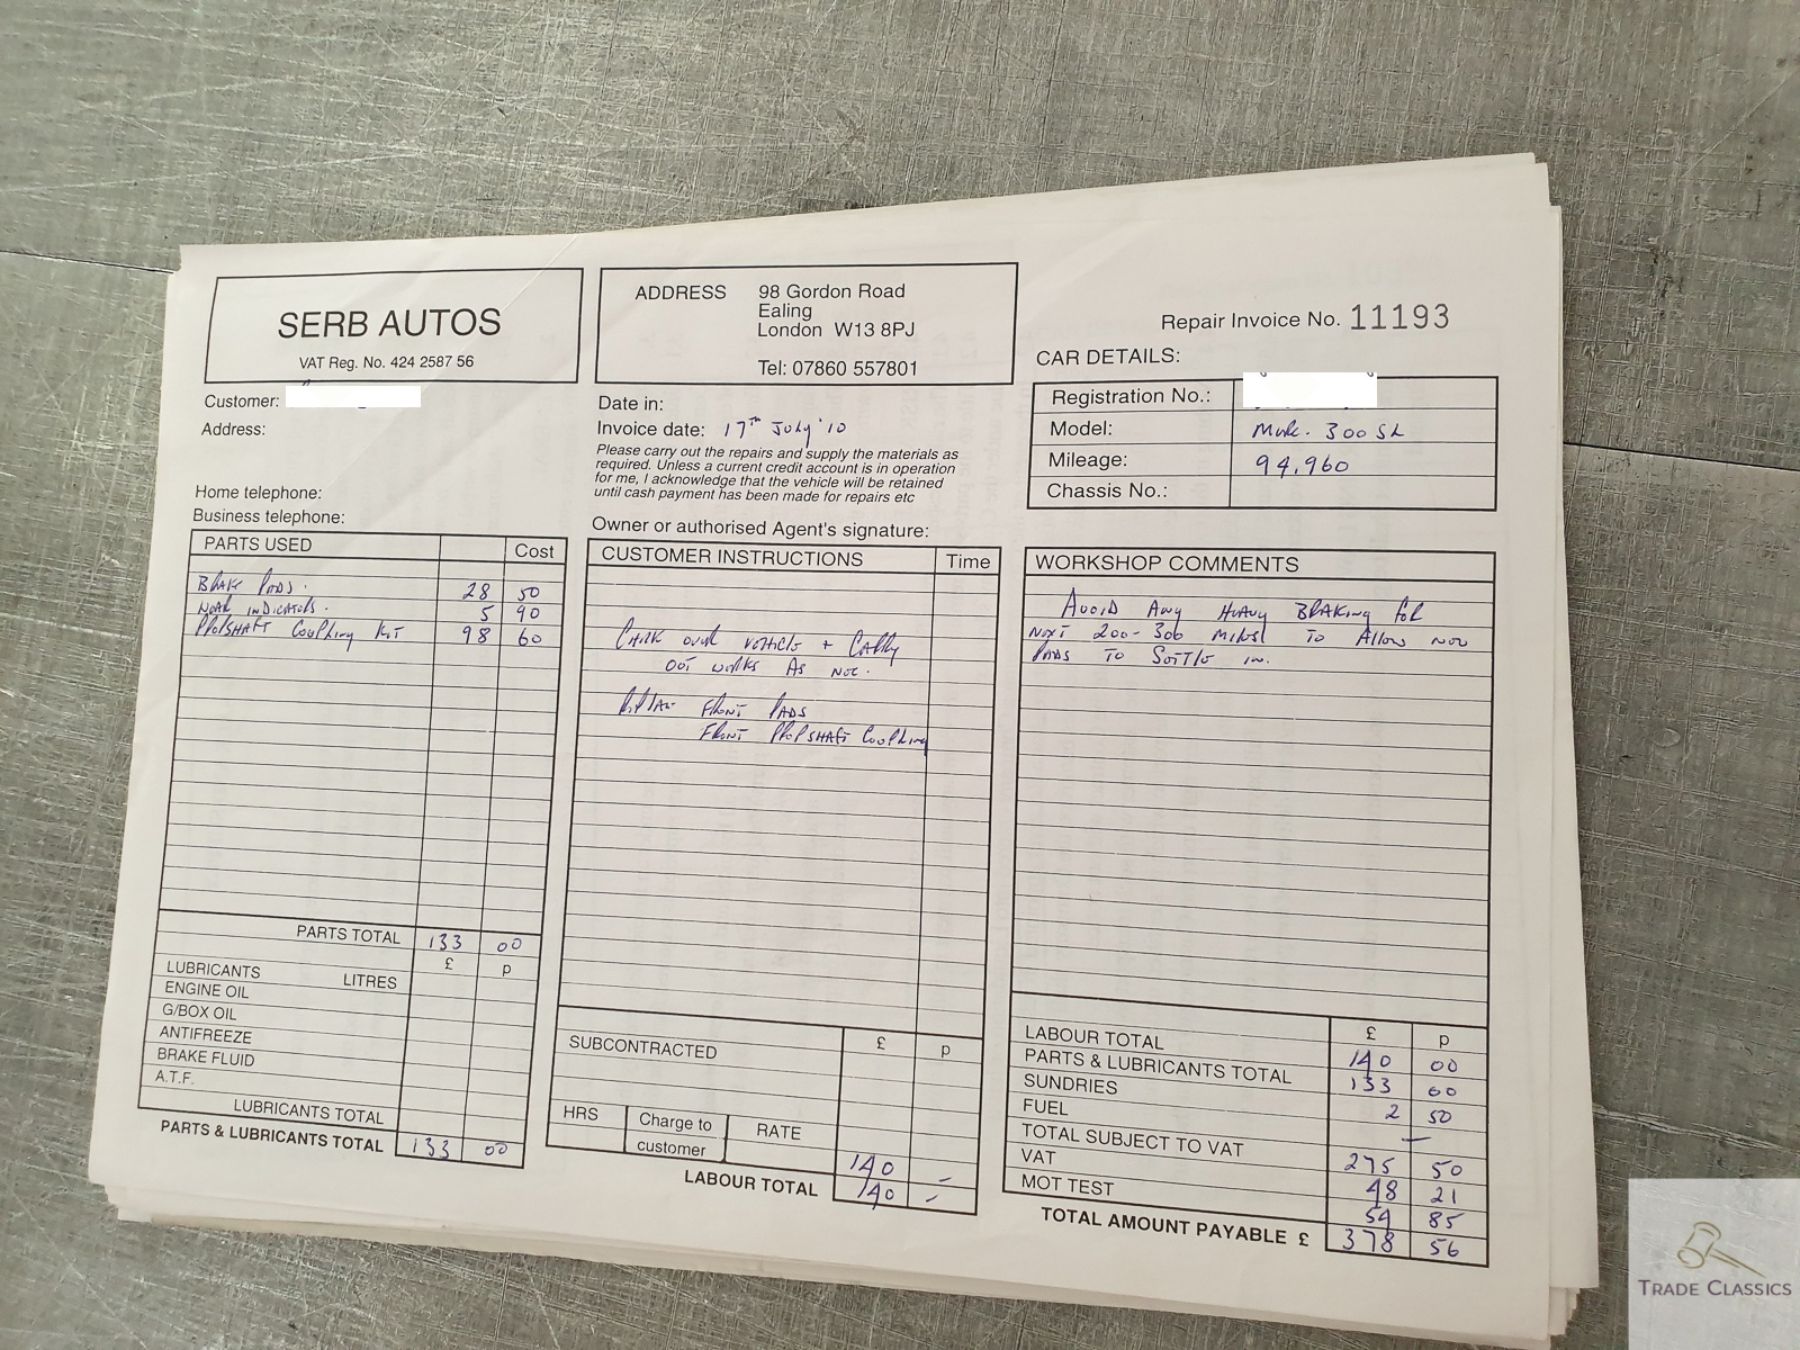 SERB AUTOS
VAT Reg. No. 424 2587 56
ADDRESS 98 Gordon Road
Ealing
London W13 8PJ
Tel: 07860 557801
Repair Invoice No. 11193
CAR DETAILS:
Registration No.:
Model: Merc. 300 SL
Mileage: 94,960
Chassis No.:
Customer:
Address:
Home telephone:
Business telephone:
Date in:
Invoice date: 17th July '10
Please carry out the repairs and supply the materials as
required. Unless a current credit account is in operation
for me, I acknowledge that the vehicle will be retained
until cash payment has been made for repairs etc
Owner or authorised Agent's signature:
PARTS USED Cost
Brake Pads. 28 50
Wear indicators. 5 90
Propshaft Coupling Kit 98 60
PARTS TOTAL 133 00
£ p
LUBRICANTS LITRES
ENGINE OIL
G/BOX OIL
ANTIFREEZE
BRAKE FLUID
A.T.F.
LUBRICANTS TOTAL
PARTS & LUBRICANTS TOTAL 133 00
CUSTOMER INSTRUCTIONS Time
Check over vehicle + Carry
out works As nec.
Replace Front Pads
Front Propshaft Coupling
SUBCONTRACTED £ p
HRS Charge to customer RATE
140 –
LABOUR TOTAL 140 –
WORKSHOP COMMENTS
Avoid Any Heavy Braking for
next 200-300 miles to Allow new
Pads to Settle in.
£ p
LABOUR TOTAL 140 00
PARTS & LUBRICANTS TOTAL 133 00
SUNDRIES 2 50
FUEL –
TOTAL SUBJECT TO VAT 275 50
VAT 48 21
MOT TEST 54 85
TOTAL AMOUNT PAYABLE £ 378 56
TRADE CLASSICS